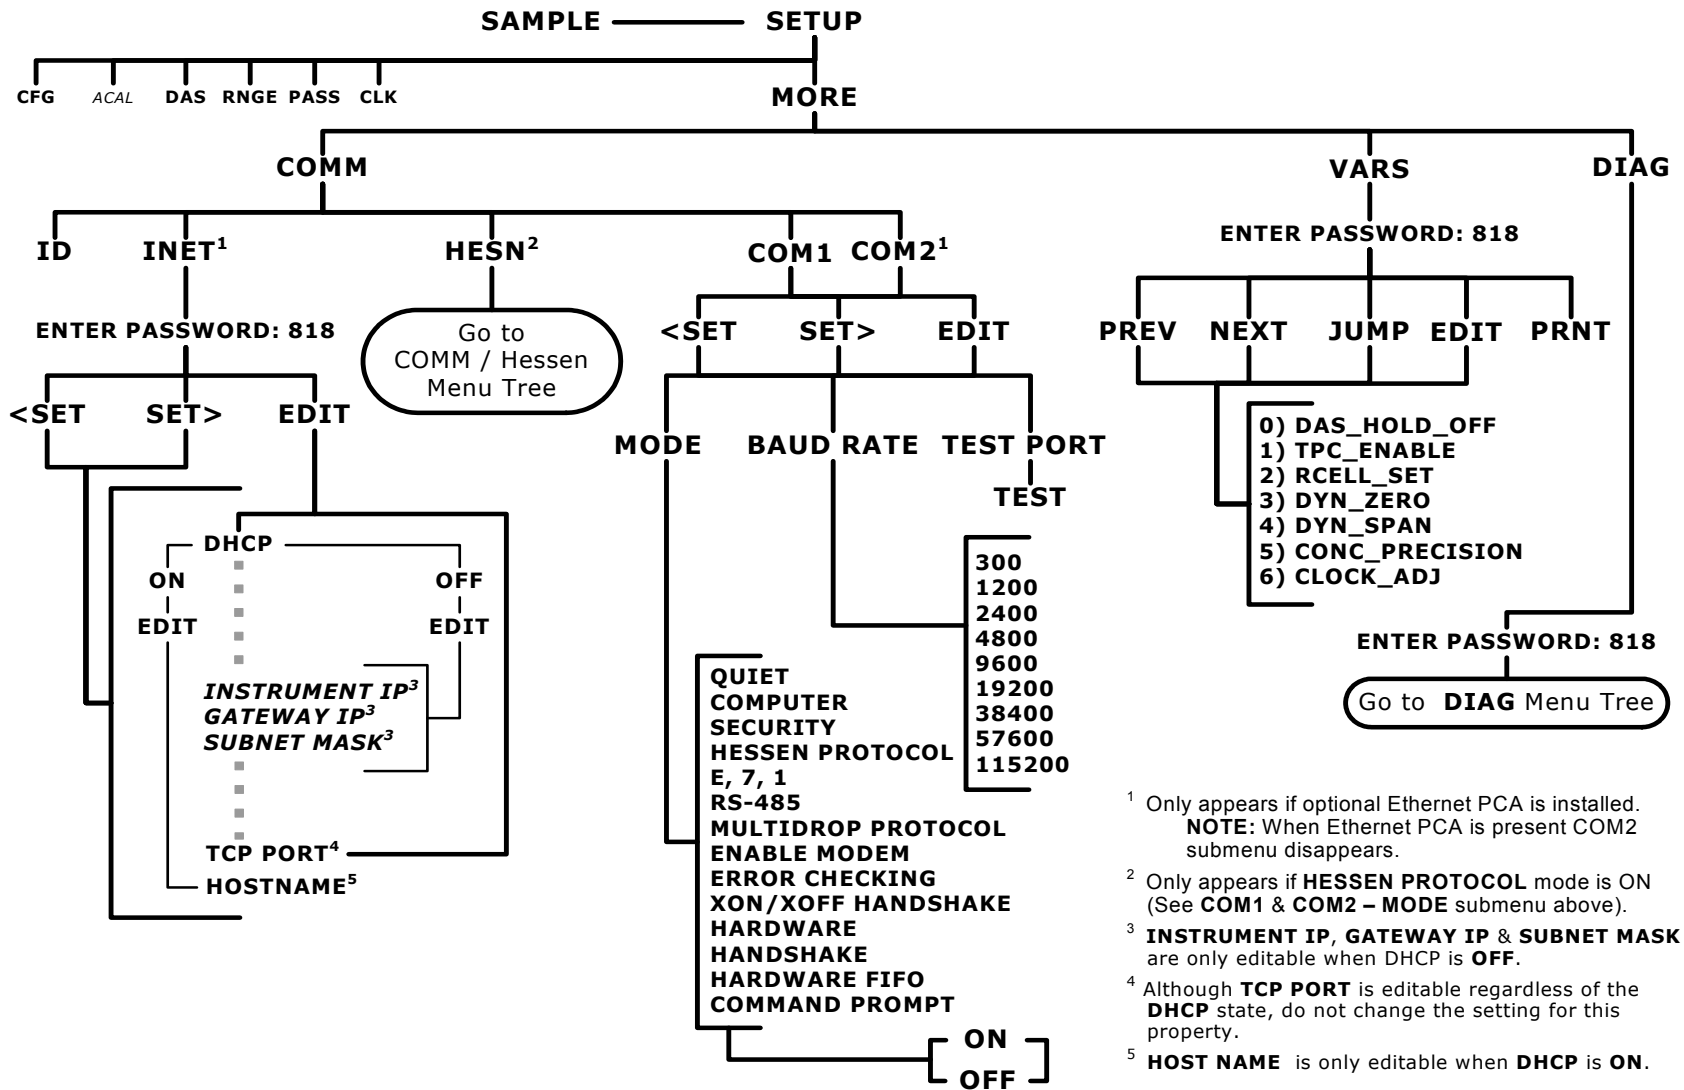 SAMPLE SETUP
CFG ACAL DAS RNGE PASS CLK
MORE
COMM VARS DIAG
ID INET1 HESN2 COM1 COM21
ENTER PASSWORD: 818
ENTER PASSWORD: 818
<SET SET> EDIT
Go to
COMM / Hessen
Menu Tree
<SET SET> EDIT
PREV NEXT JUMP EDIT PRNT
MODE BAUD RATE TEST PORT
TEST
0) DAS_HOLD_OFF
1) TPC_ENABLE
2) RCELL_SET
3) DYN_ZERO
4) DYN_SPAN
5) CONC_PRECISION
6) CLOCK_ADJ
DHCP
ON OFF
EDIT EDIT
INSTRUMENT IP3
GATEWAY IP3
SUBNET MASK3
TCP PORT4
HOSTNAME5
300
1200
2400
4800
9600
19200
38400
57600
115200
QUIET
COMPUTER
SECURITY
HESSEN PROTOCOL
E, 7, 1
RS-485
MULTIDROP PROTOCOL
ENABLE MODEM
ERROR CHECKING
XON/XOFF HANDSHAKE
HARDWARE
HANDSHAKE
HARDWARE FIFO
COMMAND PROMPT
ON
OFF
ENTER PASSWORD: 818
Go to DIAG Menu Tree
1 Only appears if optional Ethernet PCA is installed.
NOTE: When Ethernet PCA is present COM2
submenu disappears.
2 Only appears if HESSEN PROTOCOL mode is ON
(See COM1 & COM2 – MODE submenu above).
3 INSTRUMENT IP, GATEWAY IP & SUBNET MASK
are only editable when DHCP is OFF.
4 Although TCP PORT is editable regardless of the
DHCP state, do not change the setting for this
property.
5 HOST NAME is only editable when DHCP is ON.